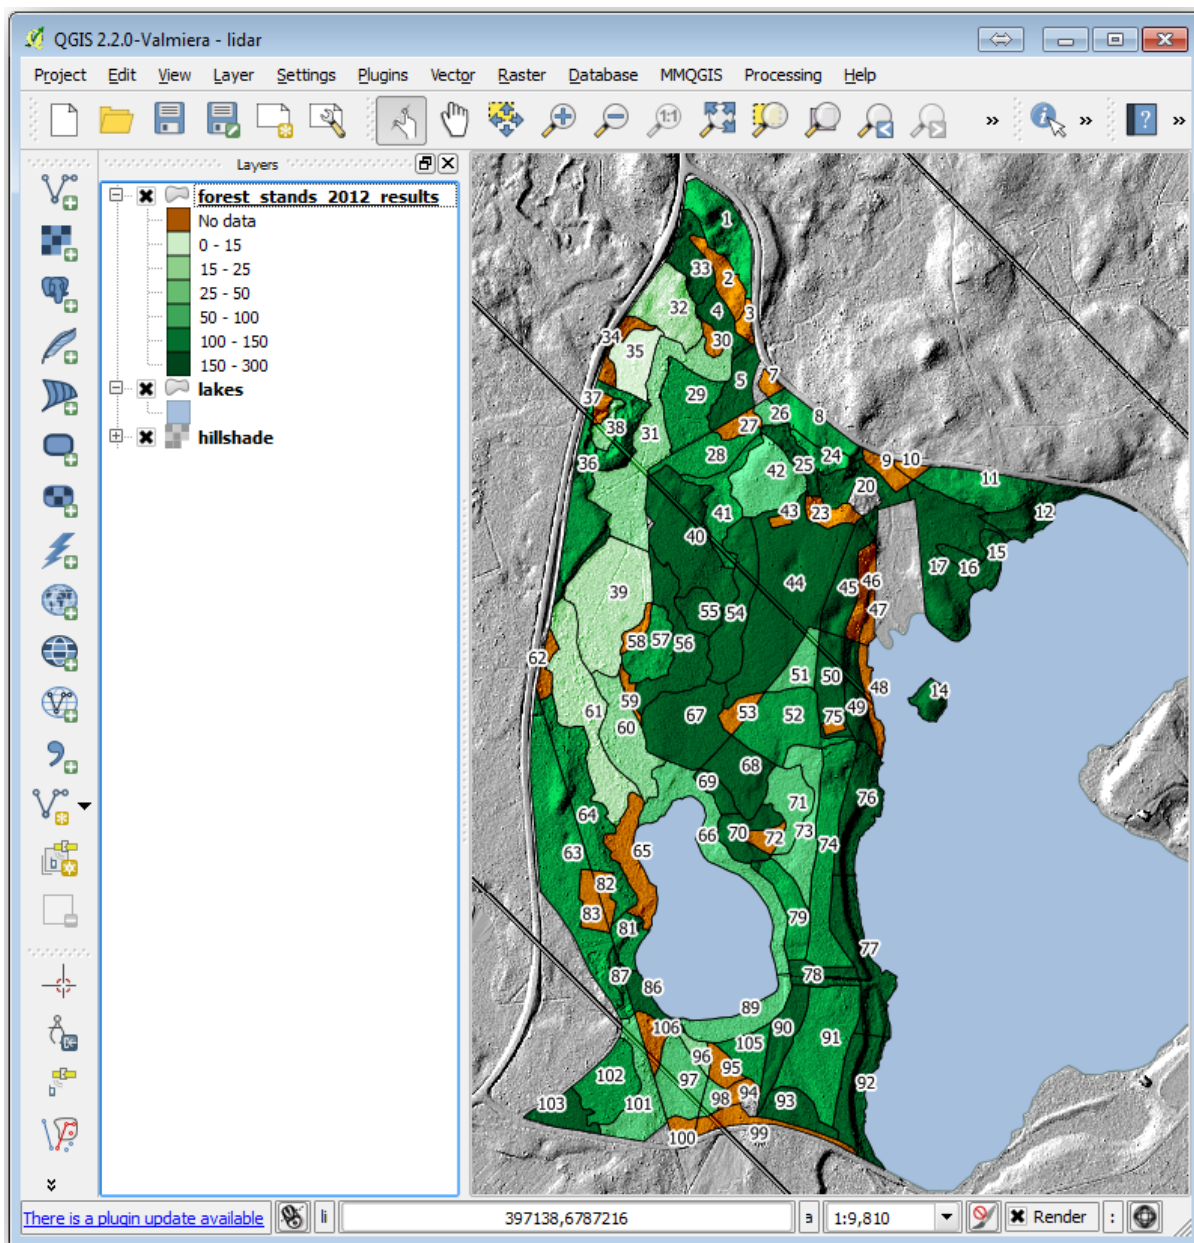 QGIS 2.2.0-Valmiera - lidar
Project Edit View Layer Settings Plugins Vector Raster Database MMQGIS Processing Help
1:1
»
»
?
»
Layers
forest_stands_2012_results
No data
0 - 15
15 - 25
25 - 50
50 - 100
100 - 150
150 - 300
lakes
hillshade
1
33 2
32 4 3
34 30
35
5 7
29
37 26 8
38 31 27
28 25 24
36 42 9 10
20 11
41 43 23 12
40
15
44 45 46 17 16
39
55 54 47
58 57 56
62
51 50 48
14
59
61 60 67 53 52 75 49
68
69
71 76
64
66 70 72 73 74
63 65
82
83 79
81
77
87 78
86
89
106 90
105 91
96
95
102 97
94 92
103 101 98 93
100 99
There is a plugin update available
li
397138,6787216
a
1:9,810
Render
: